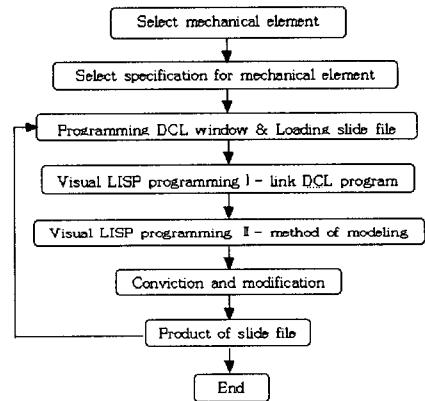 Select mechanical element
Select specification for mechanical element
Programming DCL window & Loading slide file
Visual LISP programming Ⅰ - link DCL program
Visual LISP programming Ⅱ - method of modeling
Conviction and modification
Product of slide file
End